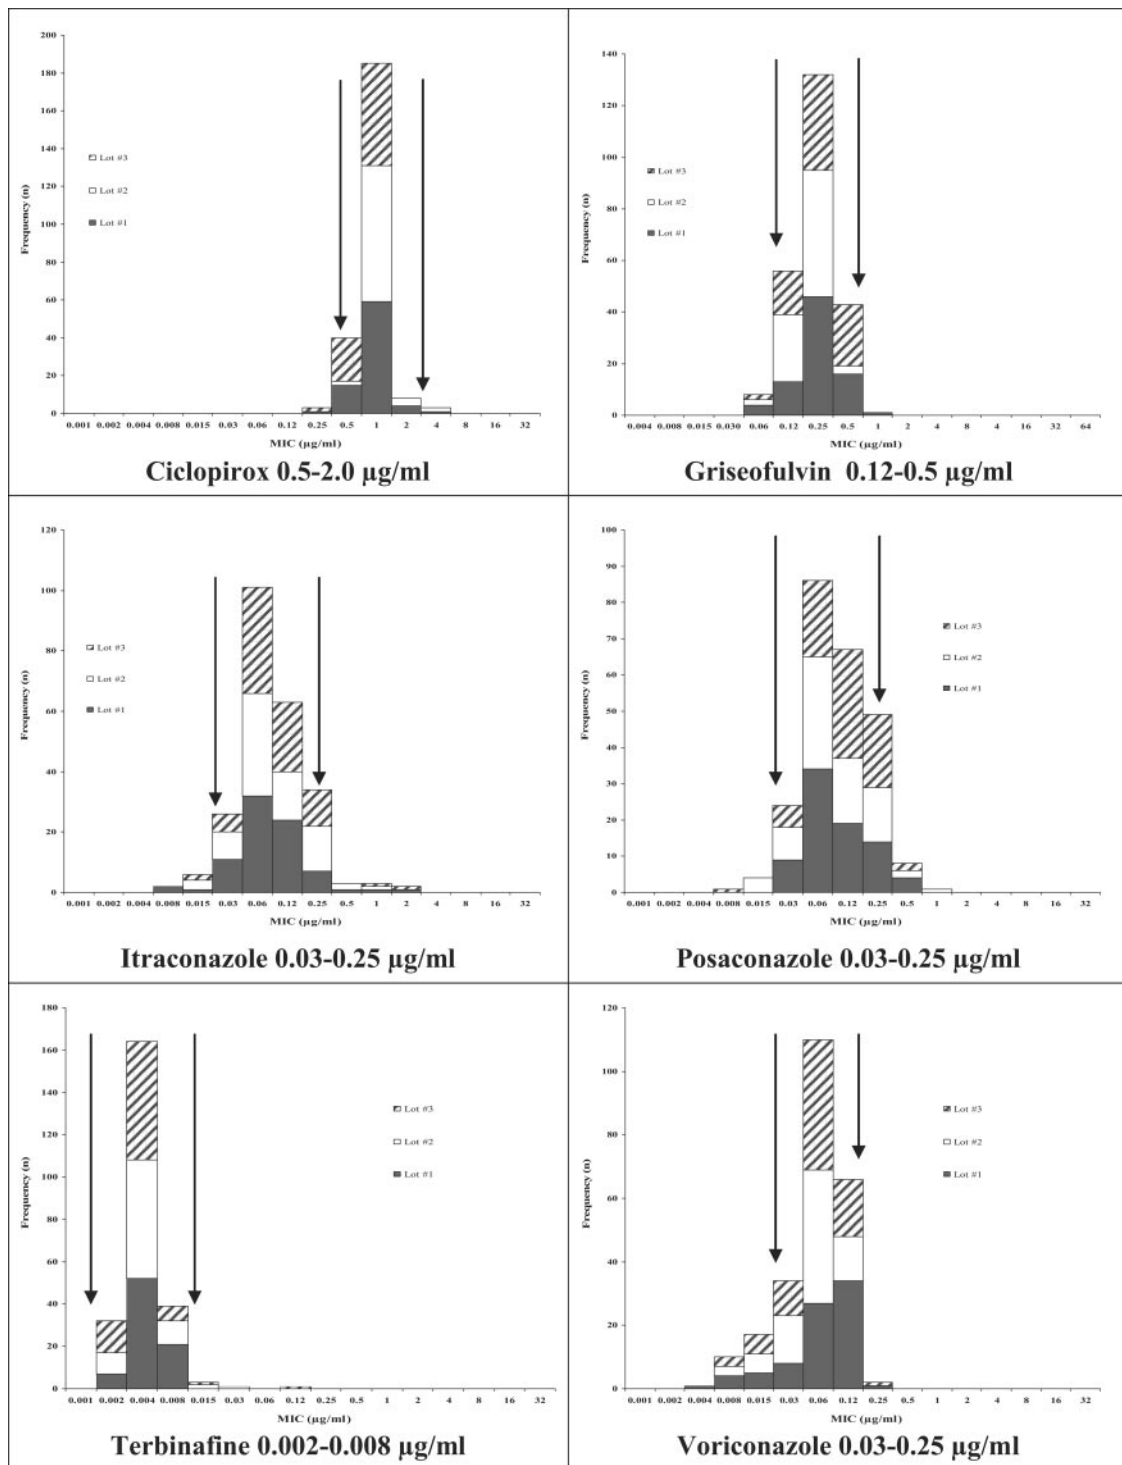 200
180
160
140
120
100
80
60
40
20
0
Frequency (n)
Lot #3
Lot #2
Lot #1
0.001 0.002 0.004 0.008 0.015 0.03 0.06 0.12 0.25 0.5 1 2 4 8 16 32
MIC (µg/ml)
Ciclopirox 0.5-2.0 µg/ml
140
120
100
80
60
40
20
0
Frequency (n)
Lot #3
Lot #2
Lot #1
0.004 0.008 0.015 0.030 0.06 0.12 0.25 0.5 1 2 4 8 16 32 64
MIC (µg/ml)
Griseofulvin 0.12-0.5 µg/ml
120
100
80
60
40
20
0
Frequency (n)
Lot #3
Lot #2
Lot #1
0.001 0.002 0.004 0.008 0.015 0.03 0.06 0.12 0.25 0.5 1 2 4 8 16 32
MIC (µg/ml)
Itraconazole 0.03-0.25 µg/ml
100
90
80
70
60
50
40
30
20
10
0
Frequency (n)
Lot #3
Lot #2
Lot #1
0.001 0.002 0.004 0.008 0.015 0.03 0.06 0.12 0.25 0.5 1 2 4 8 16 32
MIC (µg/ml)
Posaconazole 0.03-0.25 µg/ml
180
160
140
120
100
80
60
40
20
0
Frequency (n)
Lot #3
Lot #2
Lot #1
0.001 0.002 0.004 0.008 0.015 0.03 0.06 0.12 0.25 0.5 1 2 4 8 16 32
MIC (µg/ml)
Terbinafine 0.002-0.008 µg/ml
120
100
80
60
40
20
0
Frequency (n)
Lot #3
Lot #2
Lot #1
0.001 0.002 0.004 0.008 0.015 0.03 0.06 0.12 0.25 0.5 1 2 4 8 16 32
MIC (µg/ml)
Voriconazole 0.03-0.25 µg/ml